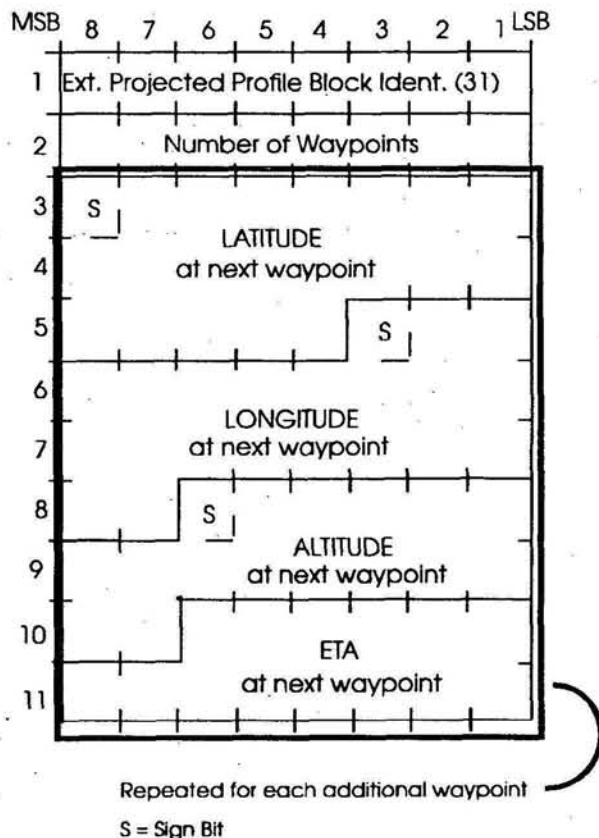 MSB 8 7 6 5 4 3 2 1 LSB
1 Ext. Projected Profile Block Ident. (31)
2 Number of Waypoints
3 S
LATITUDE
4 at next waypoint
5 S
6
LONGITUDE
7 at next waypoint
8 S
ALTITUDE
9 at next waypoint
10 ETA
at next waypoint
11
Repeated for each additional waypoint
S = Sign Bit